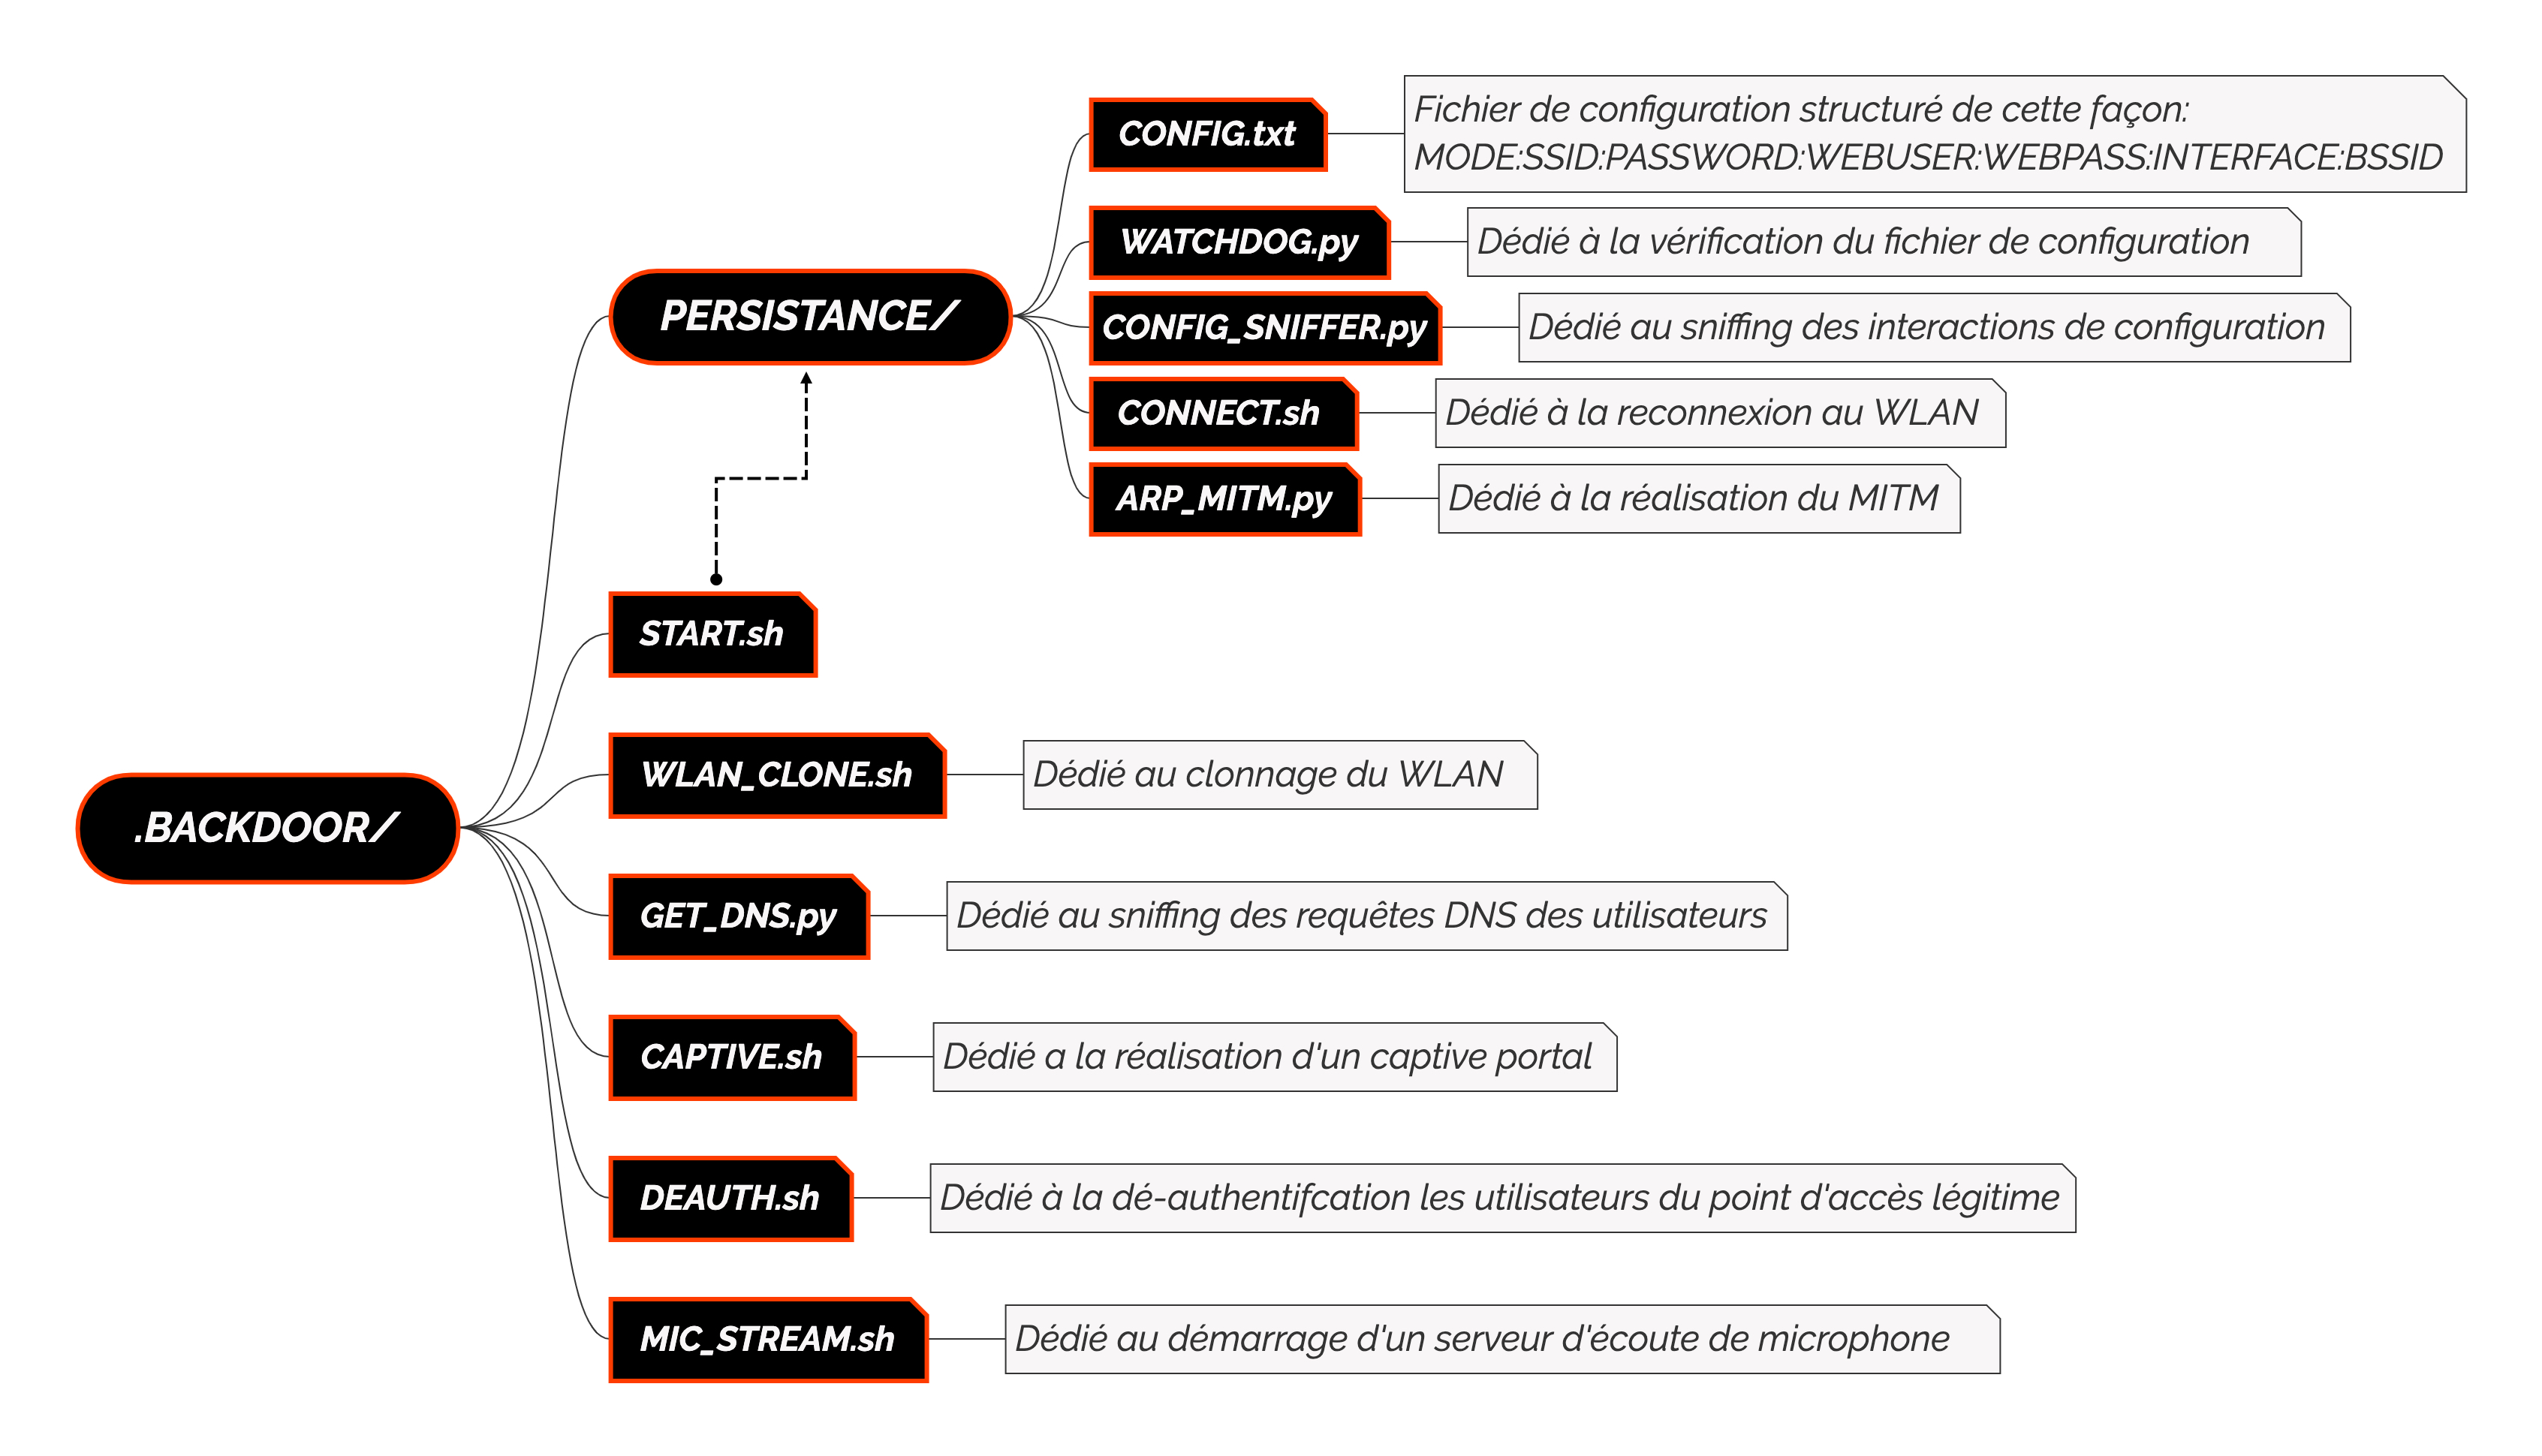 CONFIG.txt
Fichier de configuration structuré de cette façon:
MODE:SSID:PASSWORD:WEBUSER:WEBPASS:INTERFACE:BSSID
WATCHDOG.py
Dédié à la vérification du fichier de configuration
PERSISTANCE/
CONFIG_SNIFFER.py
Dédié au sniffing des interactions de configuration
CONNECT.sh
Dédié à la reconnexion au WLAN
ARP_MITM.py
Dédié à la réalisation du MITM
START.sh
WLAN_CLONE.sh
Dédié au clonnage du WLAN
.BACKDOOR/
GET_DNS.py
Dédié au sniffing des requêtes DNS des utilisateurs
CAPTIVE.sh
Dédié a la réalisation d'un captive portal
DEAUTH.sh
Dédié à la dé-authentifcation les utilisateurs du point d'accès légitime
MIC_STREAM.sh
Dédié au démarrage d'un serveur d'écoute de microphone